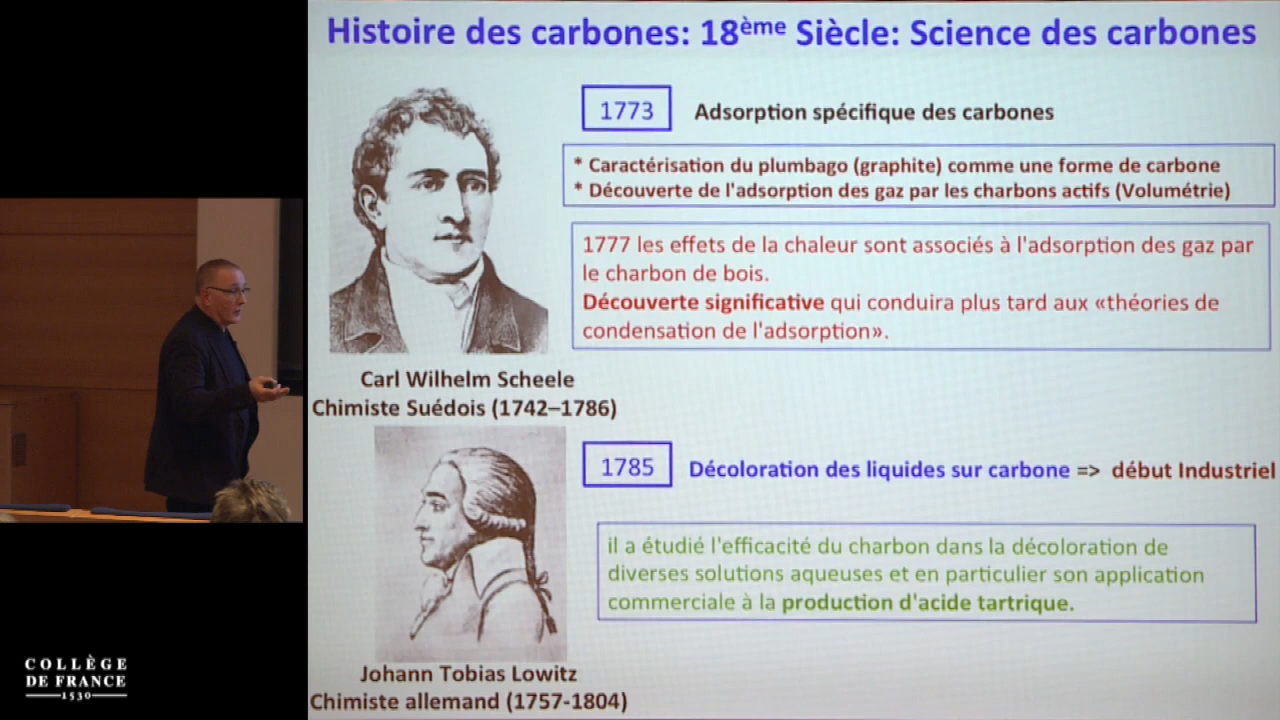 Histoire des carbones: 18ème Siècle: Science des carbones
1773
Adsorption spécifique des carbones
* Caractérisation du plumbago (graphite) comme une forme de carbone
* Découverte de l'adsorption des gaz par les charbons actifs (Volumétrie)
1777 les effets de la chaleur sont associés à l'adsorption des gaz par
le charbon de bois.
Découverte significative qui conduira plus tard aux «théories de
condensation de l'adsorption».
Carl Wilhelm Scheele
Chimiste Suédois (1742–1786)
1785
Décoloration des liquides sur carbone => début Industriel
il a étudié l'efficacité du charbon dans la décoloration de
diverses solutions aqueuses et en particulier son application
commerciale à la production d'acide tartrique.
Johann Tobias Lowitz
Chimiste allemand (1757-1804)
COLLÈGE
DE FRANCE
1530